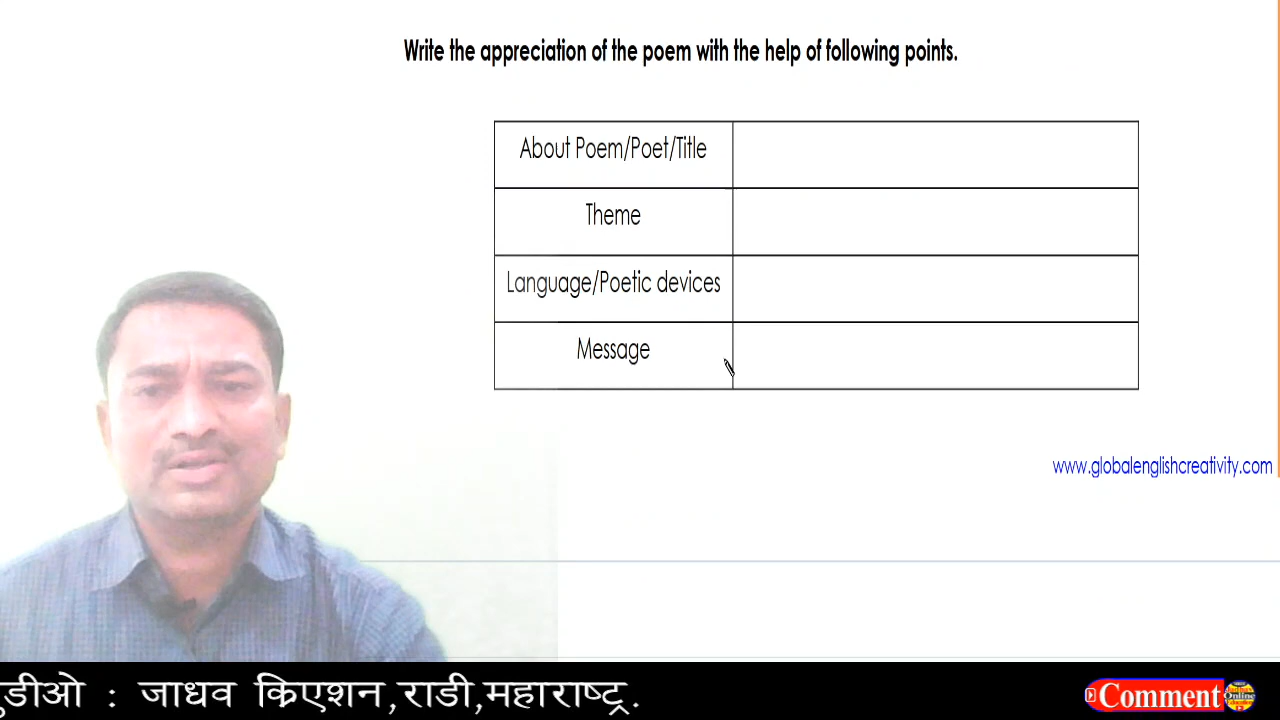 Write the appreciation of the poem with the help of following points.
About Poem/Poet/Title
Theme
Language/Poetic devices
Message
www.globalenglishcreativity.com
डीओ : जाधव क्रिएशन,राडी,महाराष्ट्र.
Comment